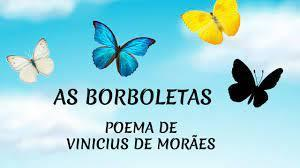 AS BORBOLETAS
POEMA DE
VINICIUS DE MORÃES